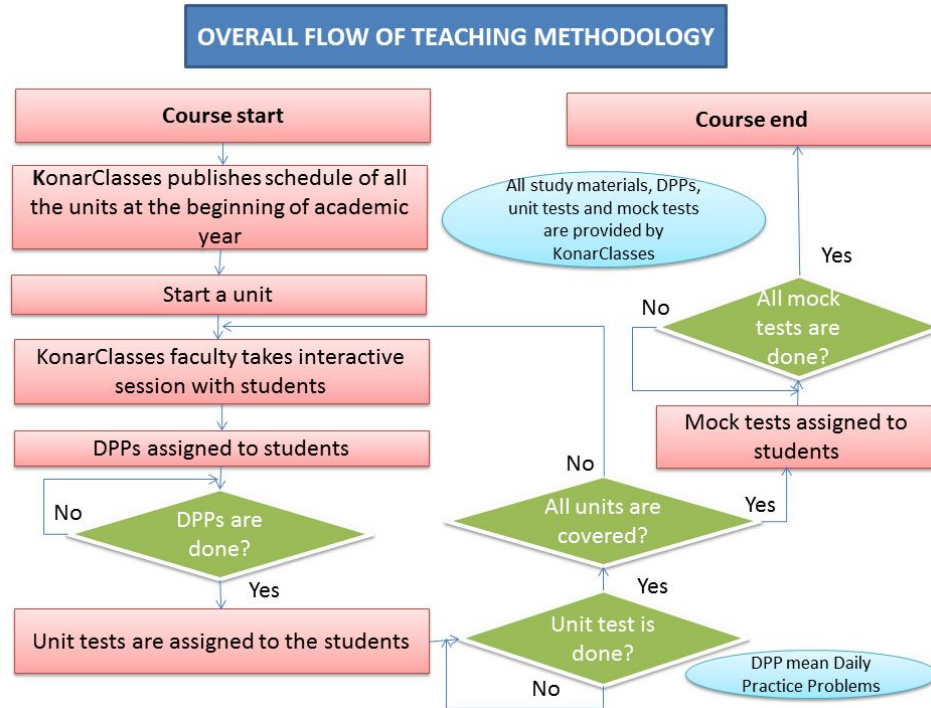 OVERALL FLOW OF TEACHING METHODOLOGY
Course start
KonarClasses publishes schedule of all
the units at the beginning of academic
year
Start a unit
KonarClasses faculty takes interactive
session with students
DPPs assigned to students
No
DPPs are
done?
Yes
Unit tests are assigned to the students
Unit test is
done?
No
Yes
All units are
covered?
No
Yes
Mock tests assigned to
students
All mock
tests are
done?
No
Yes
Course end
All study materials, DPPs,
unit tests and mock tests
are provided by
KonarClasses
DPP mean Daily
Practice Problems